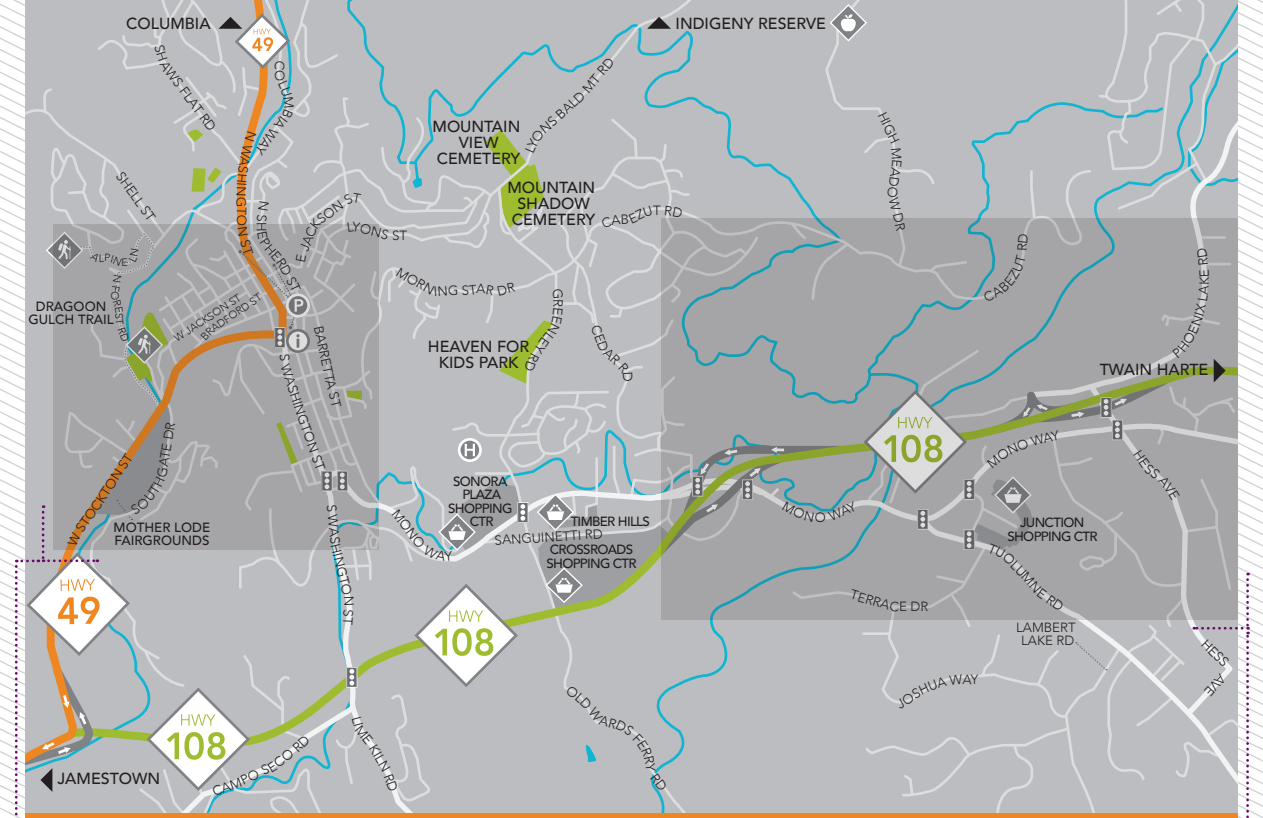 COLUMBIA
HWY
49
INDIGENY RESERVE
SHAWS FLAT RD
COLUMBIA WAY
LYONS BALD MT RD
N WASHINGTON ST
MOUNTAIN
VIEW
CEMETERY
HIGH MEADOW DR
SHELL ST
MOUNTAIN
SHADOW
CEMETERY
N SHEPHERD ST
E JACKSON ST
LYONS ST
CABEZUT RD
ALPINE LN
N FOREST RD
MORNING STAR DR
CABEZUT RD
PHOENIX LAKE RD
DRAGOON
GULCH TRAIL
W JACKSON ST
BRADFORD ST
P
i
BARRETTA ST
GREENLEY RD
CEDAR RD
HEAVEN FOR
KIDS PARK
TWAIN HARTE
S WASHINGTON ST
HWY
108
H
MONO WAY
HESS AVE
SOUTHGATE DR
W STOCKTON ST
SONORA
PLAZA
SHOPPING
CTR
MOTHER LODE
FAIRGROUNDS
S WASHINGTON ST
MONO WAY
TIMBER HILLS
SANGUINETTI RD
CROSSROADS
SHOPPING CTR
MONO WAY
JUNCTION
SHOPPING CTR
TUOLUMNE RD
HWY
49
HWY
108
TERRACE DR
LAMBERT
LAKE RD
HESS AVE
JOSHUA WAY
OLD WARDS FERRY RD
HWY
108
CAMPO SECO RD
LIME KILN RD
JAMESTOWN